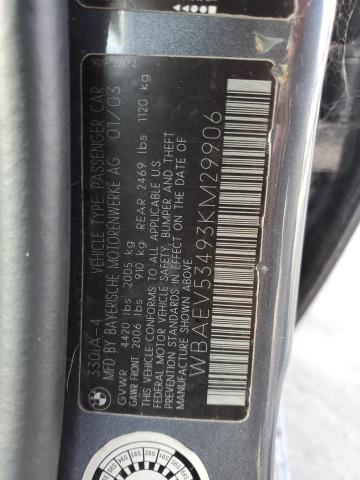 330IA-4 VEHICLE TYPE PASSENGER CAR
MFD BY BAYERISCHE MOTORENWERKE AG 01/03
GVWR 4420 lbs 2005 kg
GAWR FRONT 2006 lbs 910 kg REAR 2469 lbs 1120 kg
THIS VEHICLE CONFORMS TO ALL APPLICABLE U.S.
FEDERAL MOTOR VEHICLE SAFETY, BUMPER, AND THEFT
PREVENTION STANDARDS IN EFFECT ON THE DATE OF
MANUFACTURE SHOWN ABOVE.
WBAEV53493KM29906